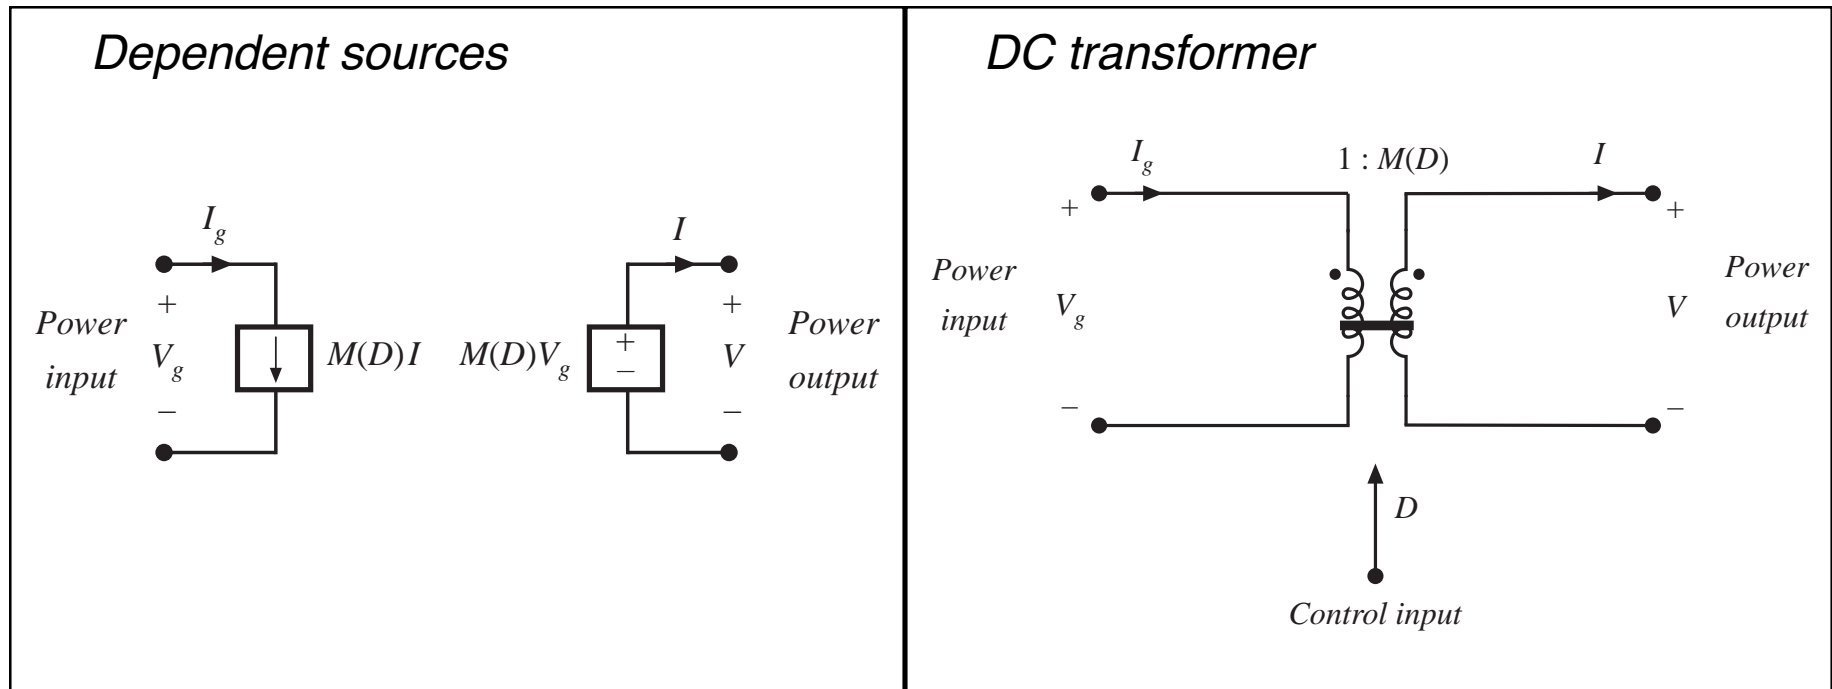 Dependent sources
I_g
I
+
+
Power
input
V_g
M(D)I
M(D)V_g
+
−
V
Power
output
−
−
DC transformer
I_g
1 : M(D)
I
+
+
Power
input
V_g
V
Power
output
−
−
D
Control input